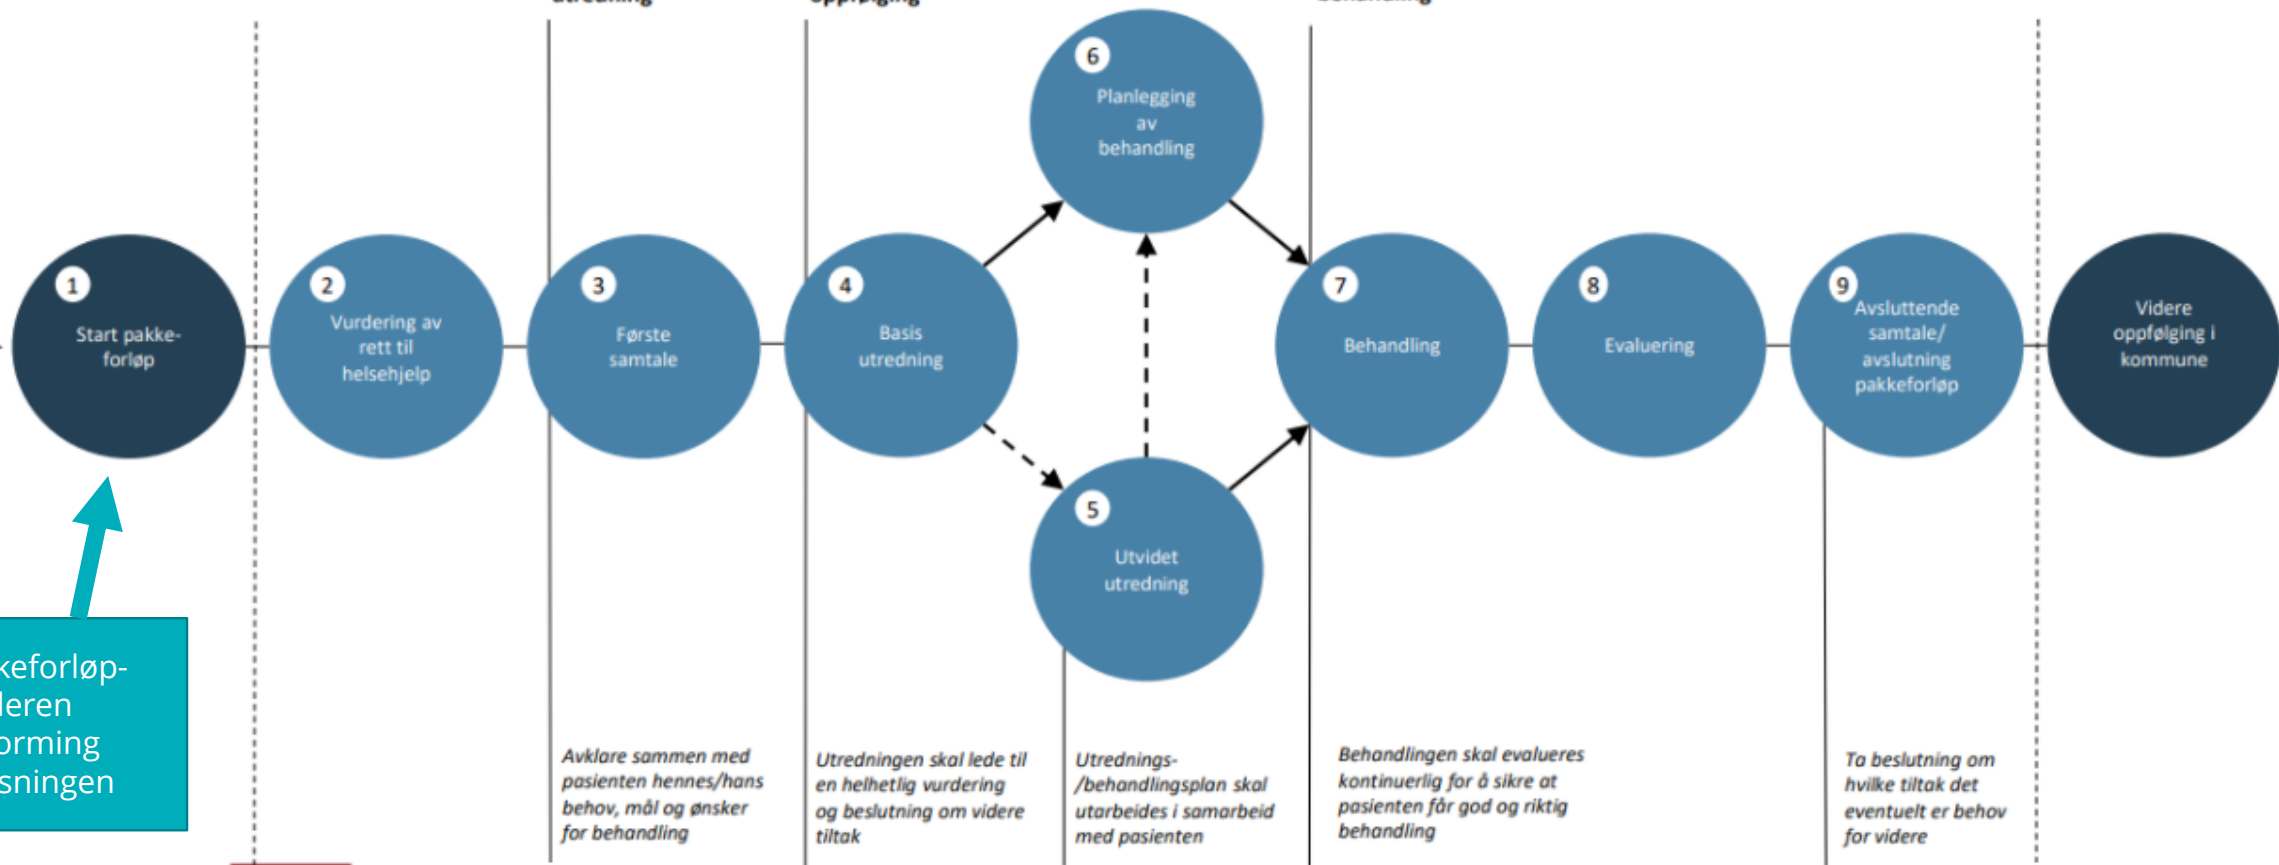 utredning
oppfølging
behandling
1
Start pakke-
forløp
2
Vurdering av
rett til
helsehjelp
3
Første
samtale
4
Basis
utredning
6
Planlegging
av
behandling
5
Utvidet
utredning
7
Behandling
8
Evaluering
9
Avsluttende
samtale/
avslutning
pakkeforløp
Videre
oppfølging i
kommune
keforløp-
leren
orming
sningen
Avklare sammen med
pasienten hennes/hans
behov, mål og ønsker
for behandling
Utredningen skal lede til
en helhetlig vurdering
og beslutning om videre
tiltak
Utrednings-
/behandlingsplan skal
utarbeides i samarbeid
med pasienten
Behandlingen skal evalueres
kontinuerlig for å sikre at
pasienten får god og riktig
behandling
Ta beslutning om
hvilke tiltak det
eventuelt er behov
for videre